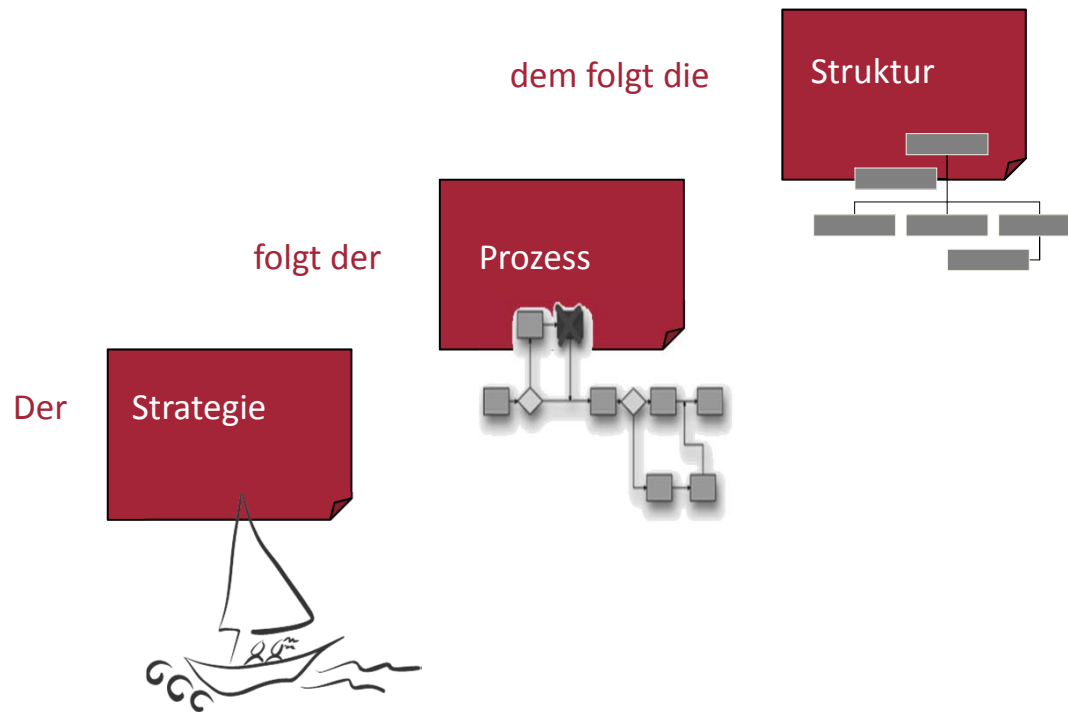 Der Strategie
folgt der Prozess
dem folgt die Struktur